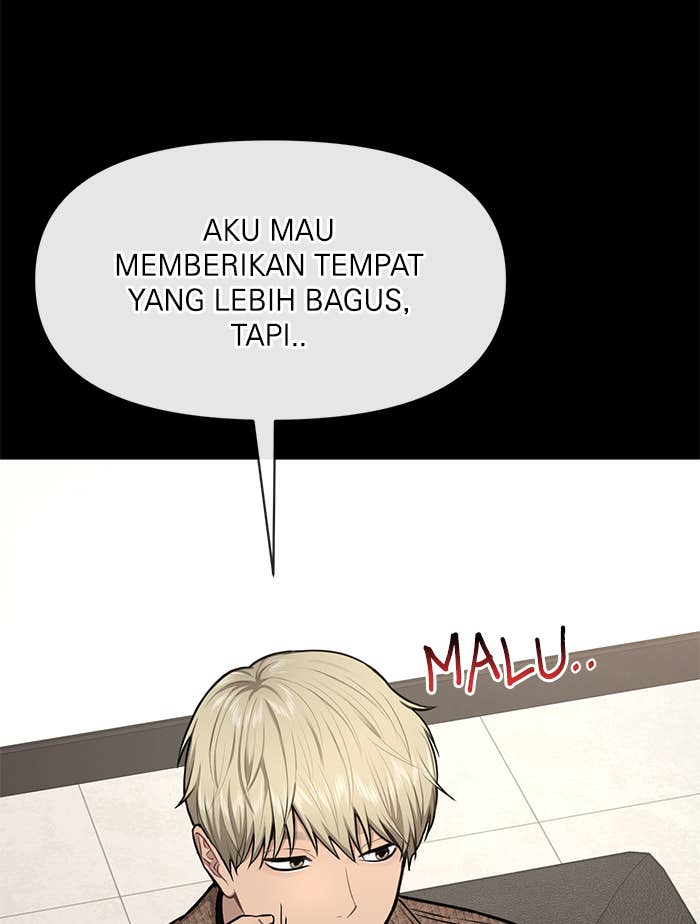 AKU MAU
MEMBERIKAN TEMPAT
YANG LEBIH BAGUS,
TAPI..
MALU..